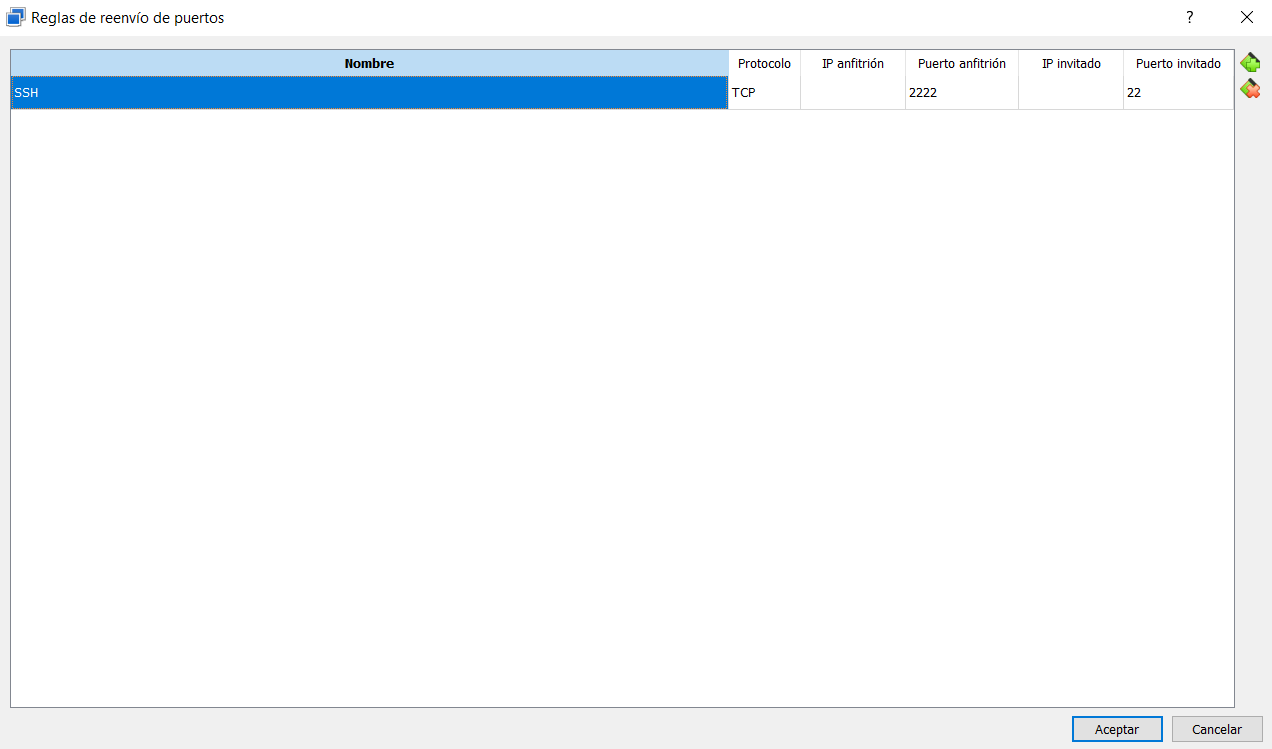 Reglas de reenvío de puertos ?
Nombre Protocolo IP anfitrión Puerto anfitrión IP invitado Puerto invitado
SSH TCP 2222 22
Aceptar Cancelar